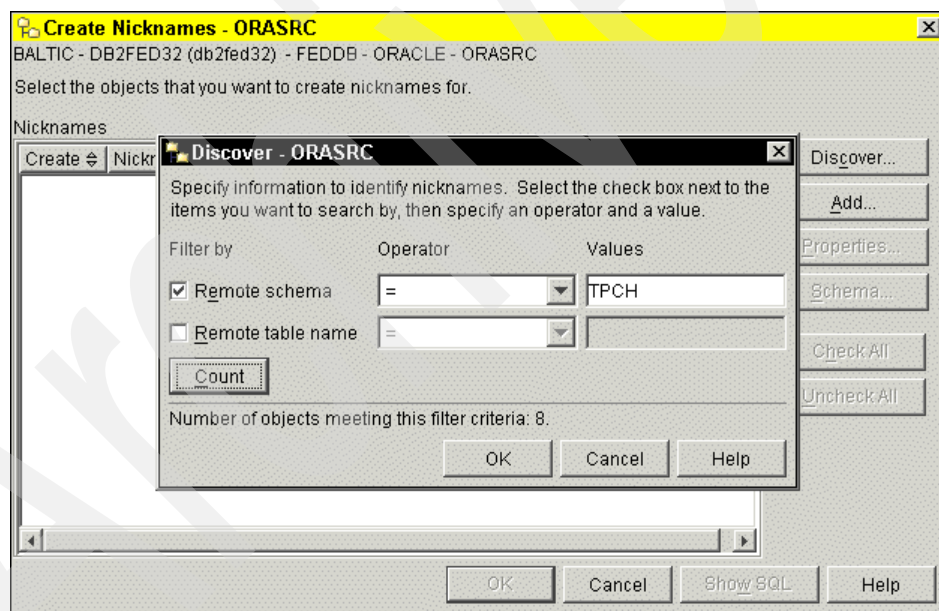 Create Nicknames - ORASRC
BALTIC - DB2FED32 (db2fed32) - FEDDB - ORACLE - ORASRC
Select the objects that you want to create nicknames for.
Nicknames
Create
Discover - ORASRC
Specify information to identify nicknames. Select the check box next to the
items you want to search by, then specify an operator and a value.
Filter by Operator Values
Remote schema = TPCH
Remote table name =
Count
Number of objects meeting this filter criteria: 8.
OK Cancel Help
Discover...
Add...
Properties...
Schema...
Check All
Uncheck All
OK Cancel Show SQL Help